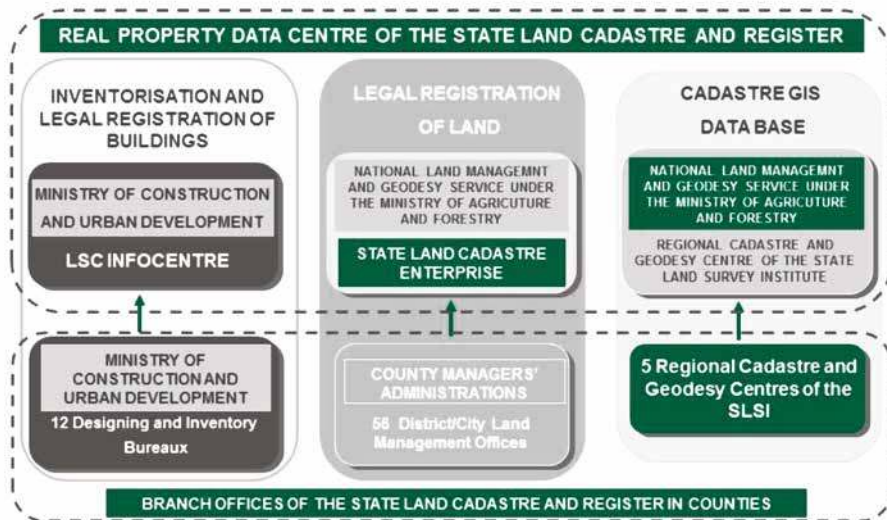 REAL PROPERTY DATA CENTRE OF THE STATE LAND CADASTRE AND REGISTER
INVENTORISATION AND
LEGAL REGISTRATION OF
BUILDINGS
MINISTRY OF CONSTRUCTION
AND URBAN DEVELOPMENT
LSC INFOCENTRE
MINISTRY OF
CONSTRUCTION AND
URBAN DEVELOPMENT
12 Designing and Inventory
Bureaux
LEGAL REGISTRATION
OF LAND
NATIONAL LAND MANAGEMNT
AND GEODESY SERVICE UNDER
THE MINISTRY OF AGRICUTURE
AND FORESTRY
STATE LAND CADASTRE
ENTERPRISE
COUNTY MANAGERS'
ADMINISTRATIONS
56 District/City Land
Management Offices
CADASTRE GIS
DATA BASE
NATIONAL LAND MANAGEMNT
AND GEODESY SERVICE UNDER
THE MINISTRY OF AGRICUTURE
AND FORESTRY
REGIONAL CADASTRE AND
GEODESY CENTRE OF THE STATE
LAND SURVEY INSTITUTE
5 Regional Cadastre and
Geodesy Centres of the
SLSI
BRANCH OFFICES OF THE STATE LAND CADASTRE AND REGISTER IN COUNTIES